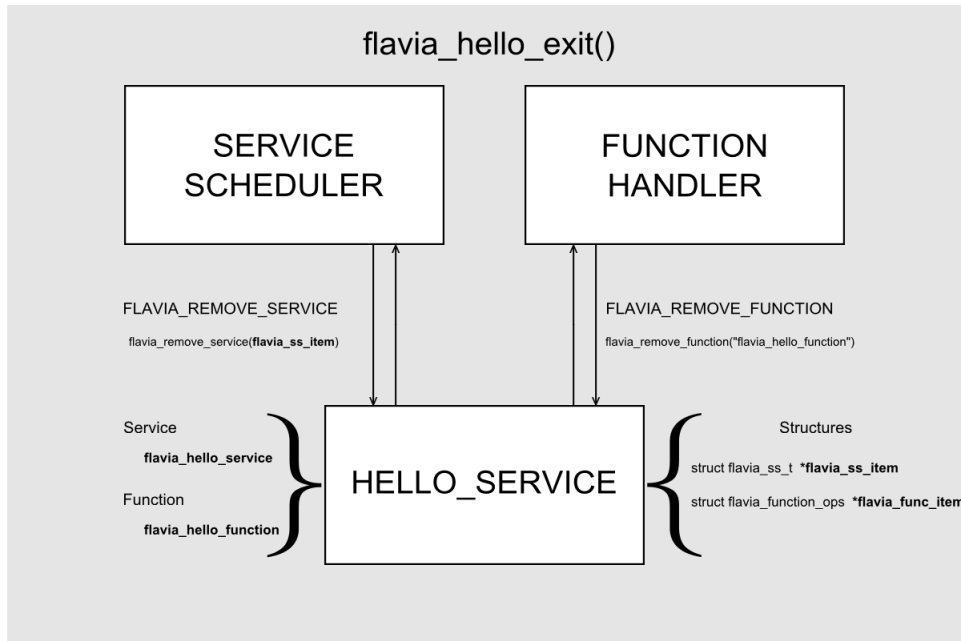 flavia_hello_exit()
SERVICE
SCHEDULER
FUNCTION
HANDLER
FLAVIA_REMOVE_SERVICE
flavia_remove_service(flavia_ss_item)
FLAVIA_REMOVE_FUNCTION
flavia_remove_function("flavia_hello_function")
Service
flavia_hello_service
Function
flavia_hello_function
HELLO_SERVICE
Structures
struct flavia_ss_t *flavia_ss_item
struct flavia_function_ops *flavia_func_item